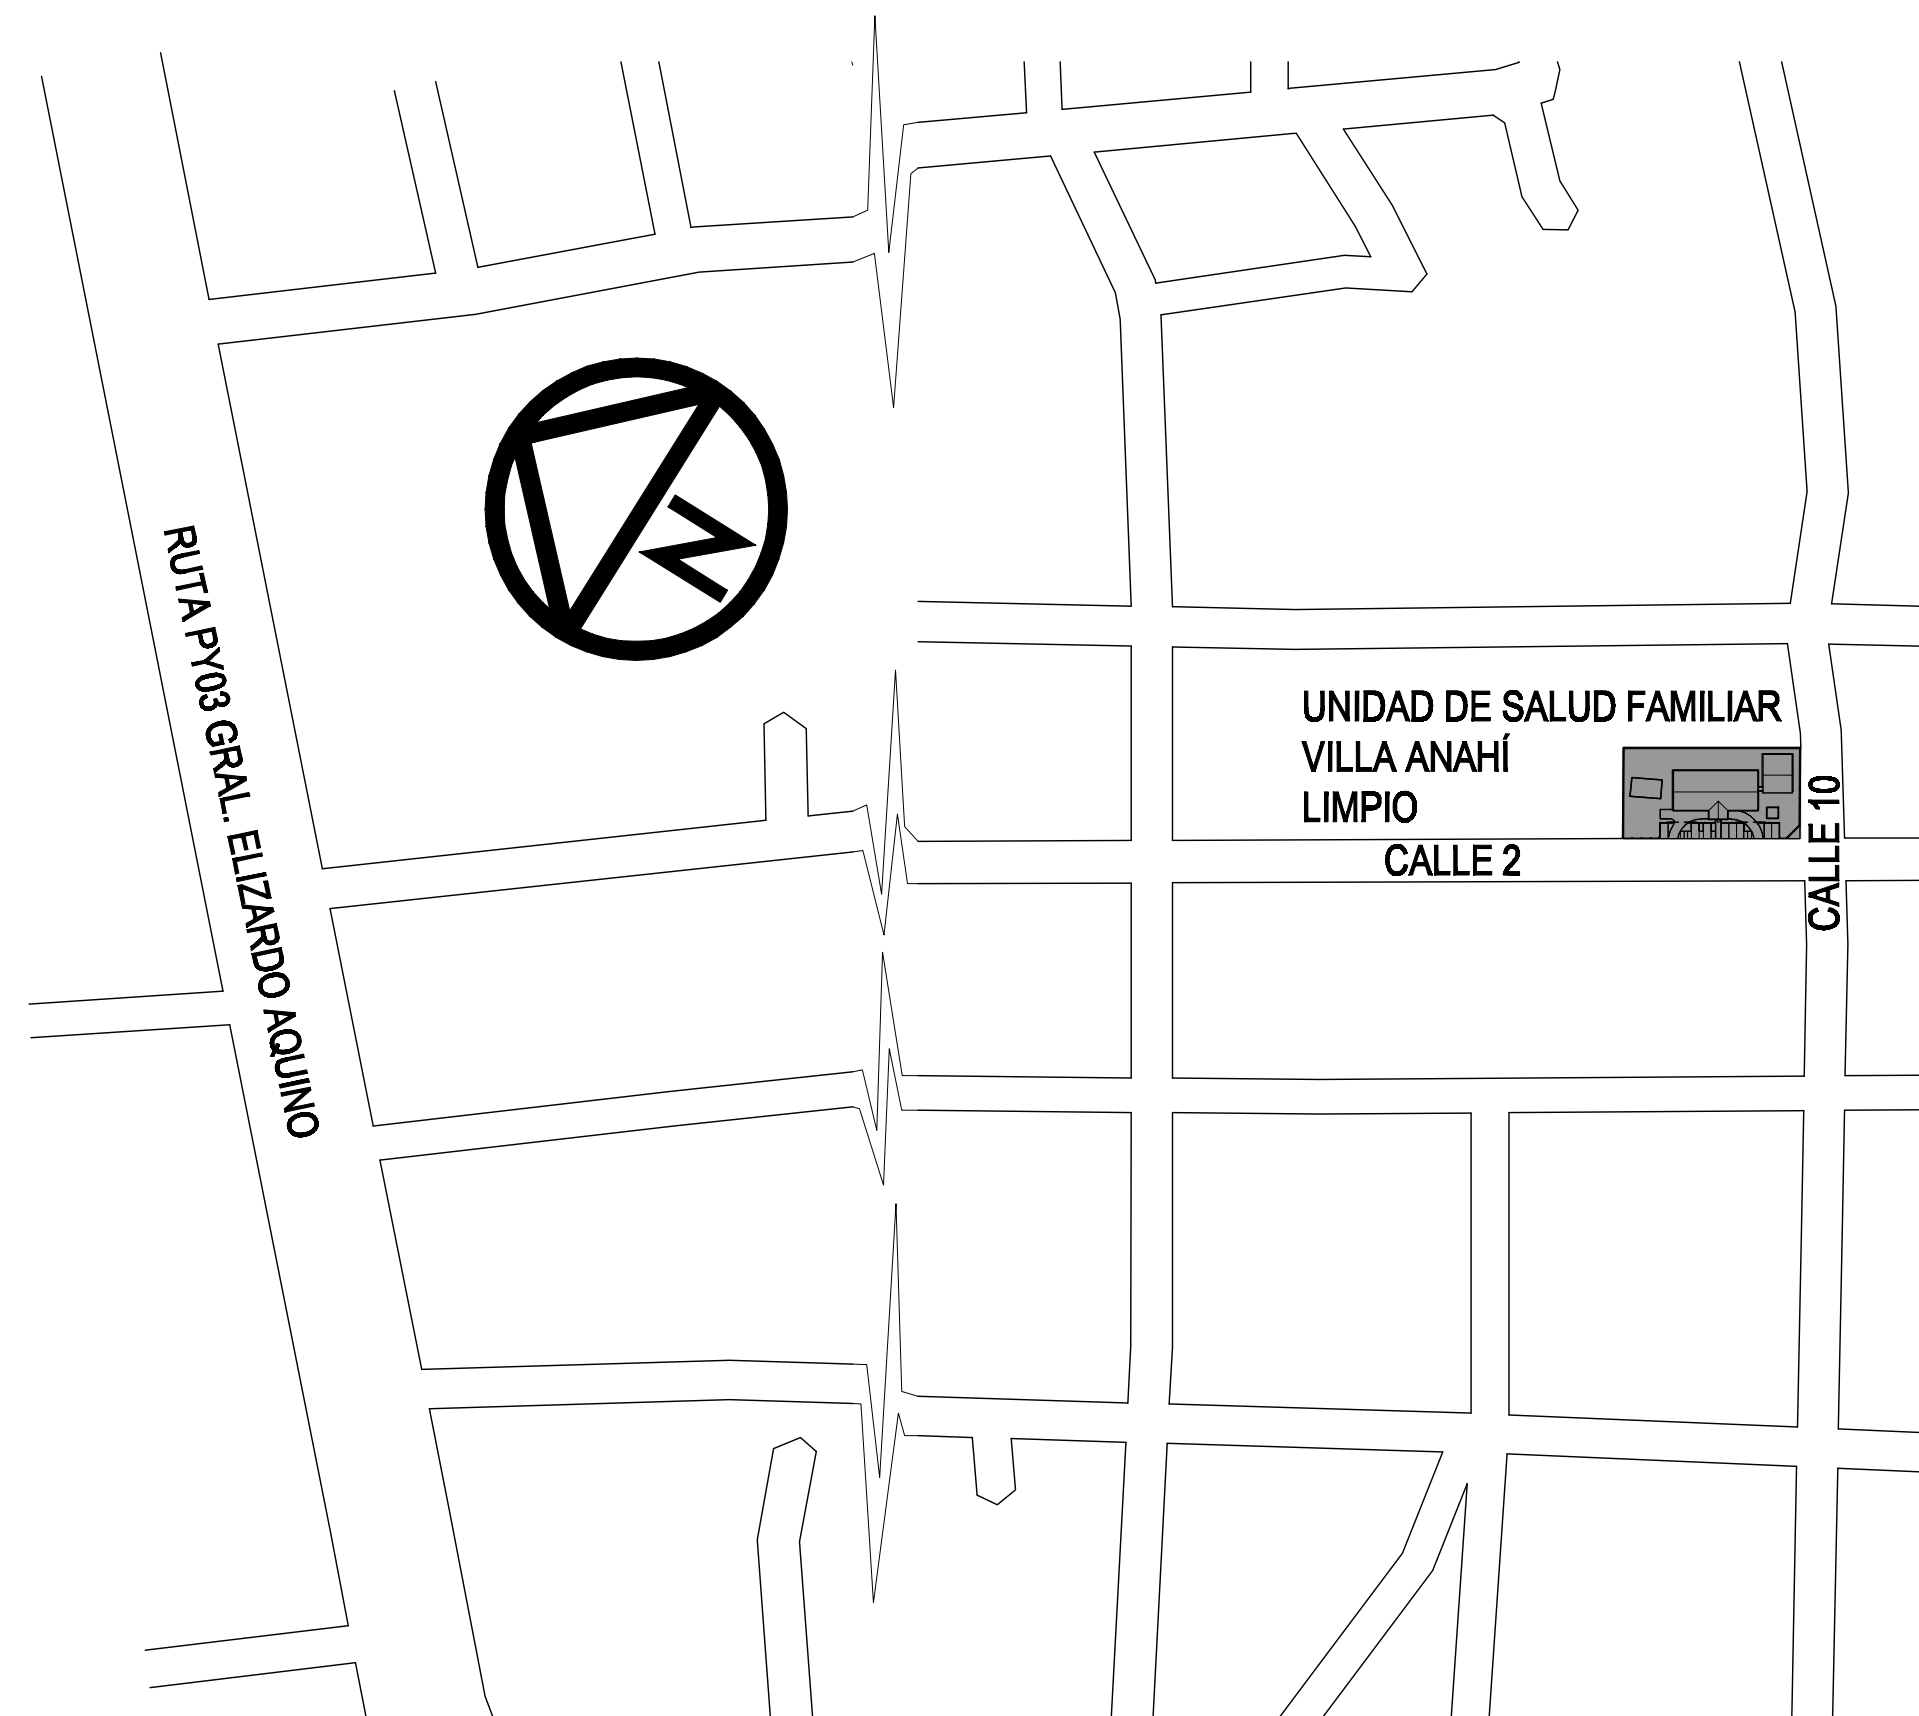 RUTA PY03 GRAL. ELIZARDO AQUINO
N
UNIDAD DE SALUD FAMILIAR
VILLA ANAHÍ
LIMPIO
CALLE 2
CALLE 10